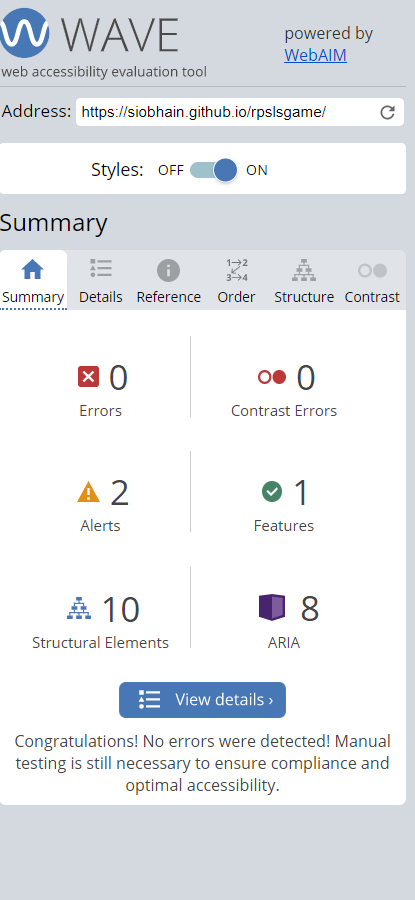 WAVE
powered by
WebAIM
web accessibility evaluation tool
Address: https://siobhain.github.io/rpslsgame/
Styles: OFF ON
Summary
Summary Details Reference Order Structure Contrast
0 0
Errors Contrast Errors
2 1
Alerts Features
10 8
Structural Elements ARIA
View details ›
Congratulations! No errors were detected! Manual
testing is still necessary to ensure compliance and
optimal accessibility.